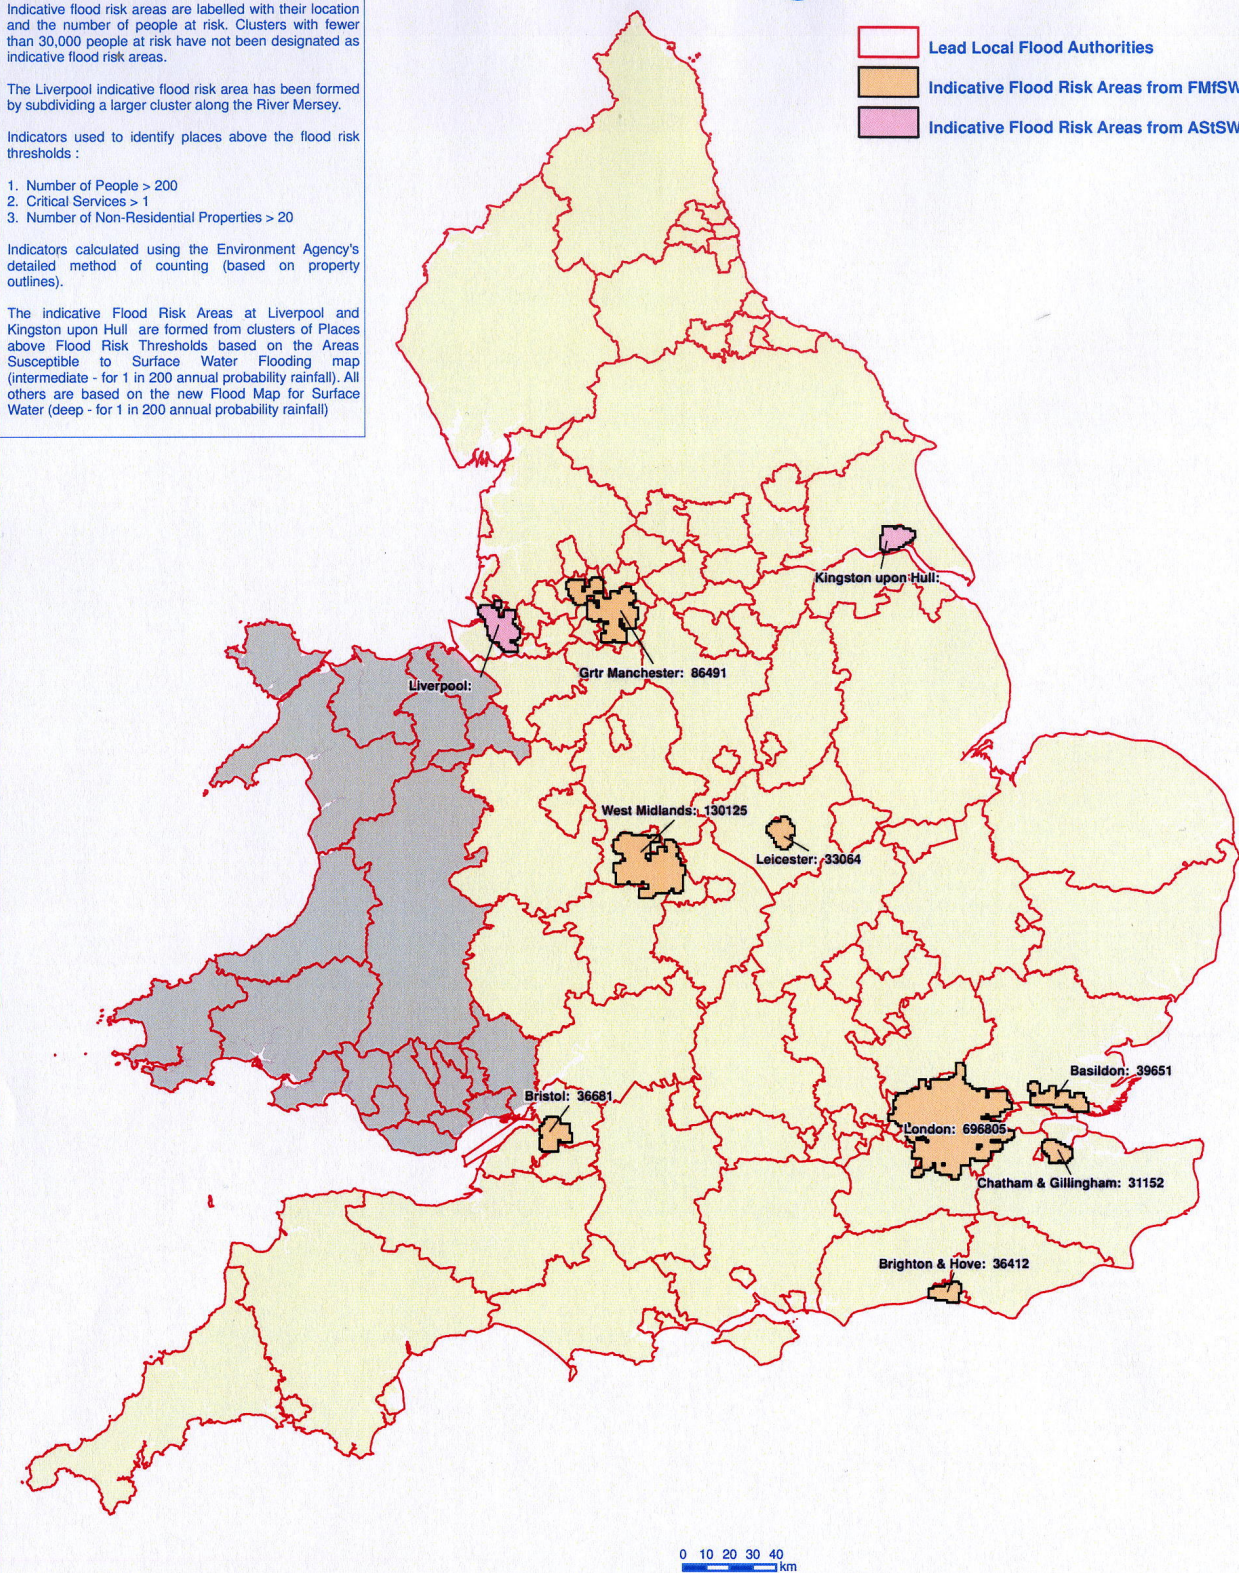 Indicative flood risk areas are labelled with their location
and the number of people at risk. Clusters with fewer
than 30,000 people at risk have not been designated as
indicative flood risk areas.
The Liverpool indicative flood risk area has been formed
by subdividing a larger cluster along the River Mersey.
Indicators used to identify places above the flood risk
thresholds :
1. Number of People > 200
2. Critical Services > 1
3. Number of Non-Residential Properties > 20
Indicators calculated using the Environment Agency's
detailed method of counting (based on property
outlines).
The indicative Flood Risk Areas at Liverpool and
Kingston upon Hull are formed from clusters of Places
above Flood Risk Thresholds based on the Areas
Susceptible to Surface Water Flooding map
(intermediate - for 1 in 200 annual probability rainfall). All
others are based on the new Flood Map for Surface
Water (deep - for 1 in 200 annual probability rainfall)
Lead Local Flood Authorities
Indicative Flood Risk Areas from FMfSW
Indicative Flood Risk Areas from AStSW
Kingston upon Hull:
Grtr Manchester: 86491
Liverpool:
West Midlands: 130125
Leicester: 33064
Basildon: 39651
Bristol: 36681
London: 696805
Chatham & Gillingham: 31152
Brighton & Hove: 36412
0 10 20 30 40
km